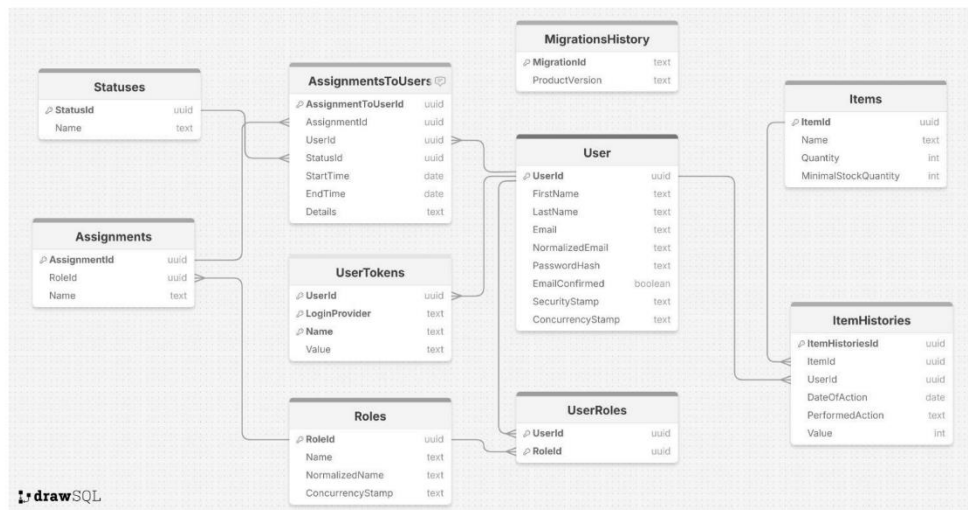 MigrationsHistory
MigrationId text
ProductVersion text
Statuses
StatusId uuid
Name text
AssignmentsToUsers
AssignmentToUserId uuid
AssignmentId uuid
UserId uuid
StatusId uuid
StartTime date
EndTime date
Details text
Items
ItemId uuid
Name text
Quantity int
MinimalStockQuantity int
User
UserId uuid
FirstName text
LastName text
Email text
NormalizedEmail text
PasswordHash text
EmailConfirmed boolean
SecurityStamp text
ConcurrencyStamp text
Assignments
AssignmentId uuid
RoleId uuid
Name text
UserTokens
UserId uuid
LoginProvider text
Name text
Value text
ItemHistories
ItemHistoriesId uuid
ItemId uuid
UserId uuid
DateOfAction date
PerformedAction text
Value int
Roles
RoleId uuid
Name text
NormalizedName text
ConcurrencyStamp text
UserRoles
UserId uuid
RoleId uuid
drawSQL